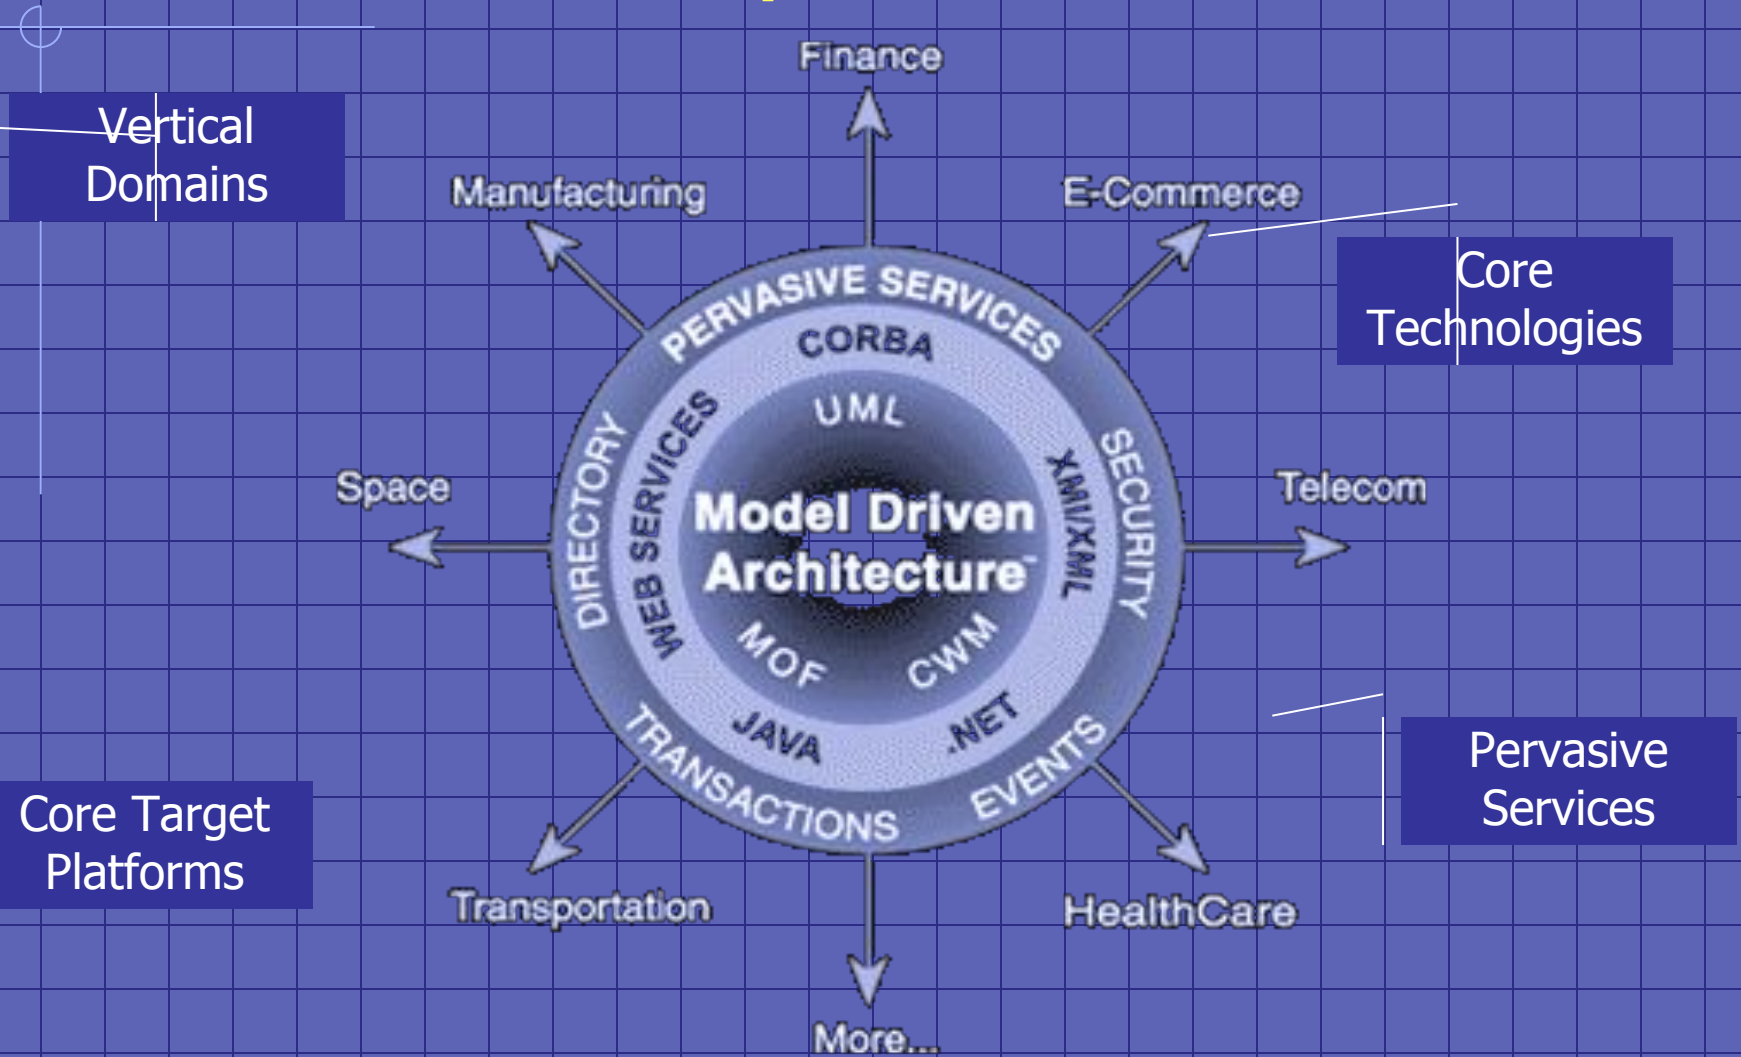 Finance
Vertical
Domains
Manufacturing
E-Commerce
Core
Technologies
PERVASIVE SERVICES
CORBA
UML
DIRECTORY
WEB SERVICES
XMI/XML
SECURITY
Space
Telecom
Model Driven
Architecture™
MOF
CWM
JAVA
.NET
TRANSACTIONS
EVENTS
Pervasive
Services
Core Target
Platforms
Transportation
HealthCare
More...